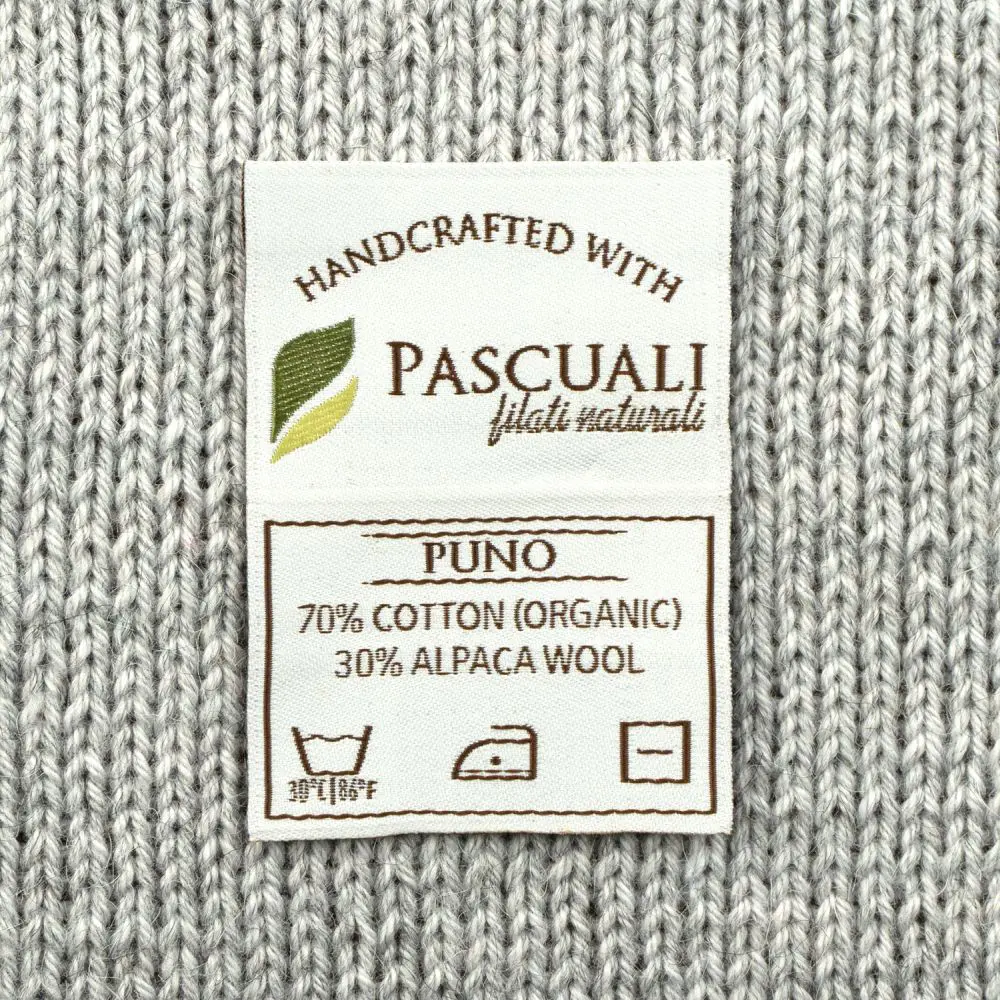 HANDCRAFTED WITH
PASCUALI
filati naturali
PUNO
70% COTTON (ORGANIC)
30% ALPACA WOOL
30°C|86°F